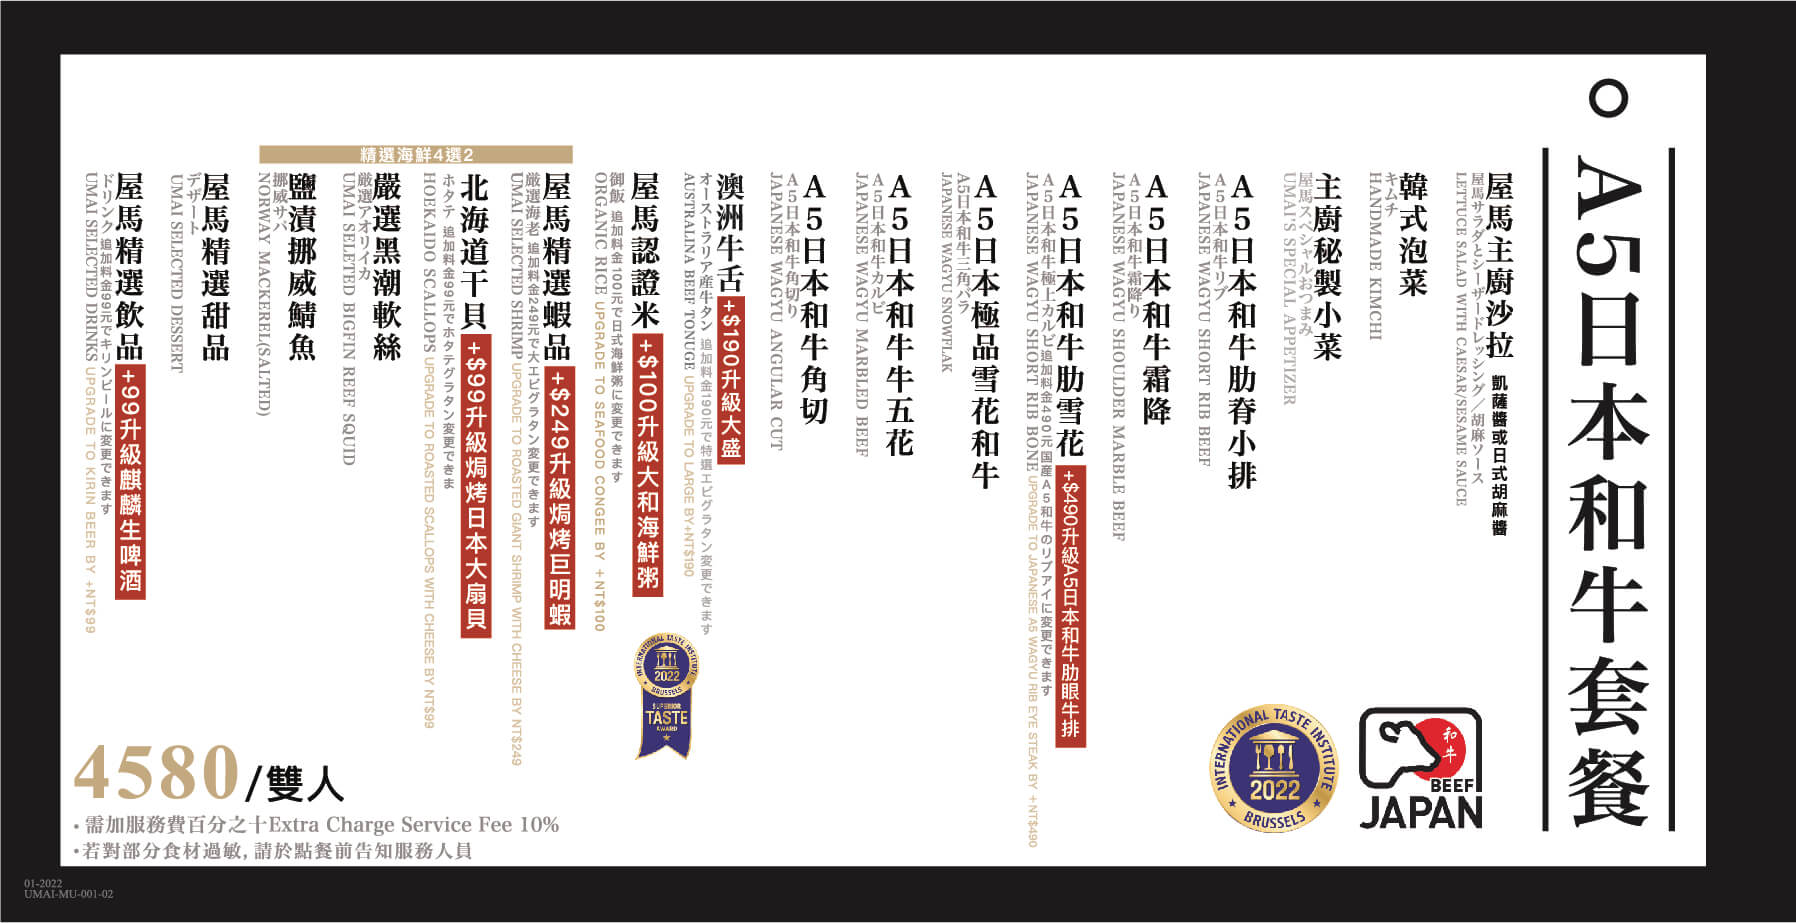 A5日本和牛套餐
屋馬主廚沙拉 凱薩醬或日式胡麻醬
屋馬サラダとシーザードレッシング／胡麻ソース
LETTUCE SALAD WITH CAESAR/SESAME SAUCE
韓式泡菜
キムチ
HANDMADE KIMCHI
主廚秘製小菜
屋馬スペシャルおつまみ
UMAI'S SPECIAL APPETIZER
A5日本和牛肋脊小排
A5日本和牛リブ
JAPANESE WAGYU SHORT RIB BEEF
A5日本和牛霜降
A5日本和牛霜降り
JAPANESE WAGYU SHOULDER MARBLE BEEF
A5日本和牛肋雪花 +$490升級A5日本和牛肋眼牛排
A5日本和牛極上カルビ追加料金490元国産A5和牛のリブアイに変更できます
JAPANESE WAGYU SHORT RIB BONE UPGRADE TO JAPANESE A5 WAGYU RIB EYE STEAK BY +NT$490
A5日本極品雪花和牛
A5日本和牛三角バラ
JAPANESE WAGYU SNOWFLAK
A5日本和牛牛五花
A5日本和牛カルビ
JAPANESE WAGYU MARBLED BEEF
A5日本和牛角切
A5日本和牛角切り
JAPANESE WAGYU ANGULAR CUT
澳洲牛舌 +$190升級大盛
オーストラリア産牛タン 追加料金190元で特選エビグラタン変更できます
AUSTRALINA BEEF TONUGE UPGRADE TO LARGE BY+NT$190
屋馬認證米 +$100升級大和海鮮粥
御飯 追加料金100元で日式海鮮粥に変更できます
ORGANIC RICE UPGRADE TO SEAFOOD CONGEE BY +NT$100
精選海鮮4選2
屋馬精選蝦品 +$249升級焗烤巨明蝦
厳選海老 追加料金249元で大エビグラタン変更できます
UMAI SELECTED SHRIMP UPGRADE TO ROASTED GIANT SHRIMP WITH CHEESE BY NT$249
北海道干貝 +$99升級焗烤日本大扇貝
ホタテ 追加料金99元でホタテグラタン変更できま
HOEKAIDO SCALLOPS UPGRADE TO ROASTED SCALLOPS WITH CHEESE BY NT$99
嚴選黑潮軟絲
厳選アオリイカ
UMAI SELETED BIGFIN REEF SQUID
鹽漬挪威鯖魚
挪威サバ
NORWAY MACKEREL(SALTED)
屋馬精選甜品
デザート
UMAI SELECTED DESSERT
屋馬精選飲品 +99升級麒麟生啤酒
ドリンク 追加料金99元でキリンビールに変更できます
UMAI SELECTED DRINKS UPGRADE TO KIRIN BEER BY +NT$99
INTERNATIONAL TASTE INSTITUTE
2022
BRUSSELS
SUPERIOR
TASTE
AWARD
INTERNATIONAL TASTE INSTITUTE
2022
BRUSSELS
和牛
BEEF
JAPAN
4580/雙人
・需加服務費百分之十Extra Charge Service Fee 10%
・若對部分食材過敏,請於點餐前告知服務人員
01-2022
UMAI-MU-001-02